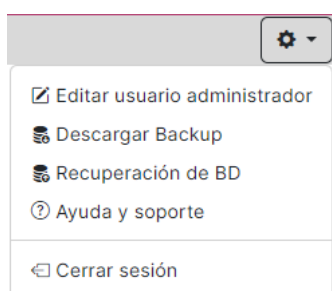 Editar usuario administrador
Descargar Backup
Recuperación de BD
Ayuda y soporte
Cerrar sesión